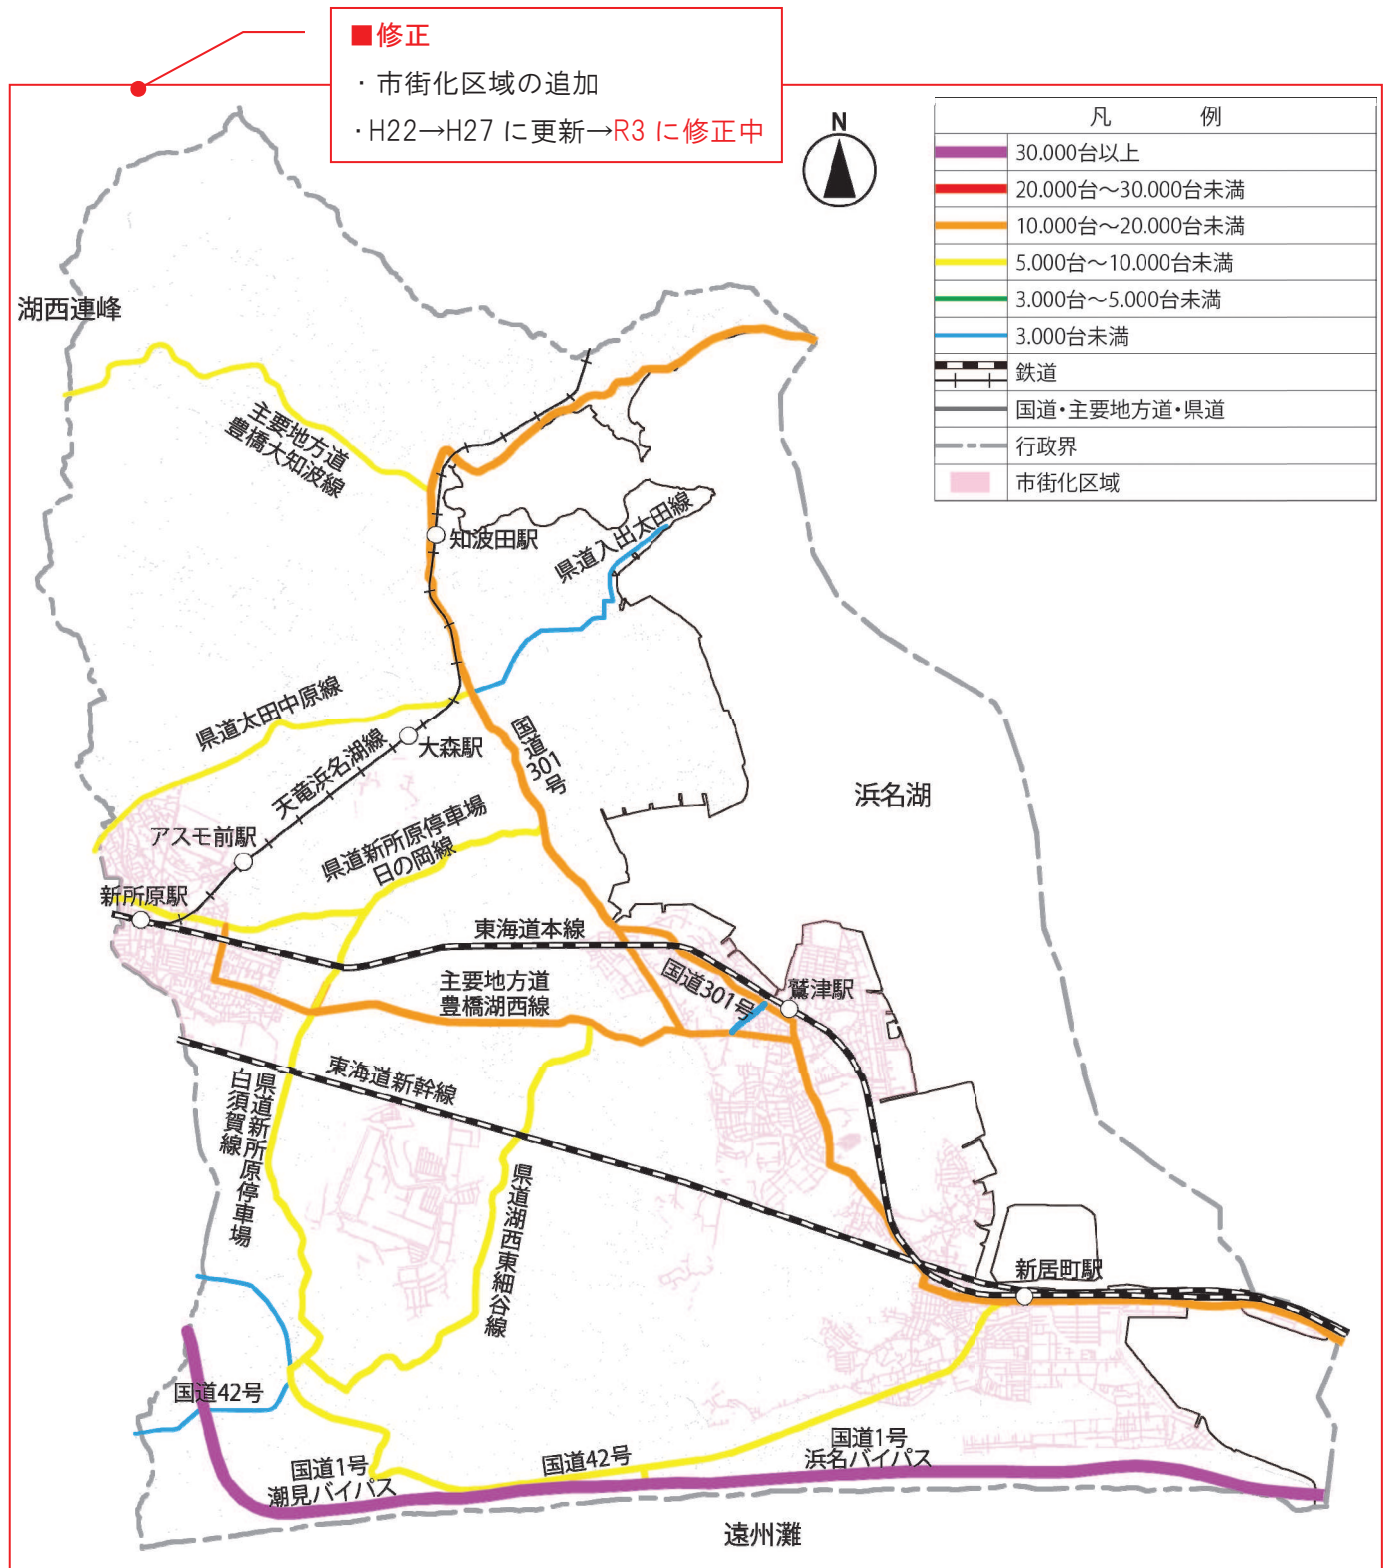 ■修正
・市街化区域の追加
・H22→H27 に更新→R3 に修正中
N
凡 例
30.000台以上
20.000台～30.000台未満
10.000台～20.000台未満
5.000台～10.000台未満
3.000台～5.000台未満
3.000台未満
鉄道
国道・主要地方道・県道
行政界
市街化区域
湖西連峰
主要地方道
豊橋大知波線
知波田駅
県道入出太田線
県道太田中原線
国道301号
大森駅
天竜浜名湖線
浜名湖
アスモ前駅
県道新所原停車場
日の岡線
新所原駅
東海道本線
主要地方道
豊橋湖西線
国道301号
鷲津駅
東海道新幹線
県道新所原停車場
白須賀線
県道湖西東細谷線
新居町駅
国道42号
国道1号
潮見バイパス
国道42号
国道1号
浜名バイパス
遠州灘